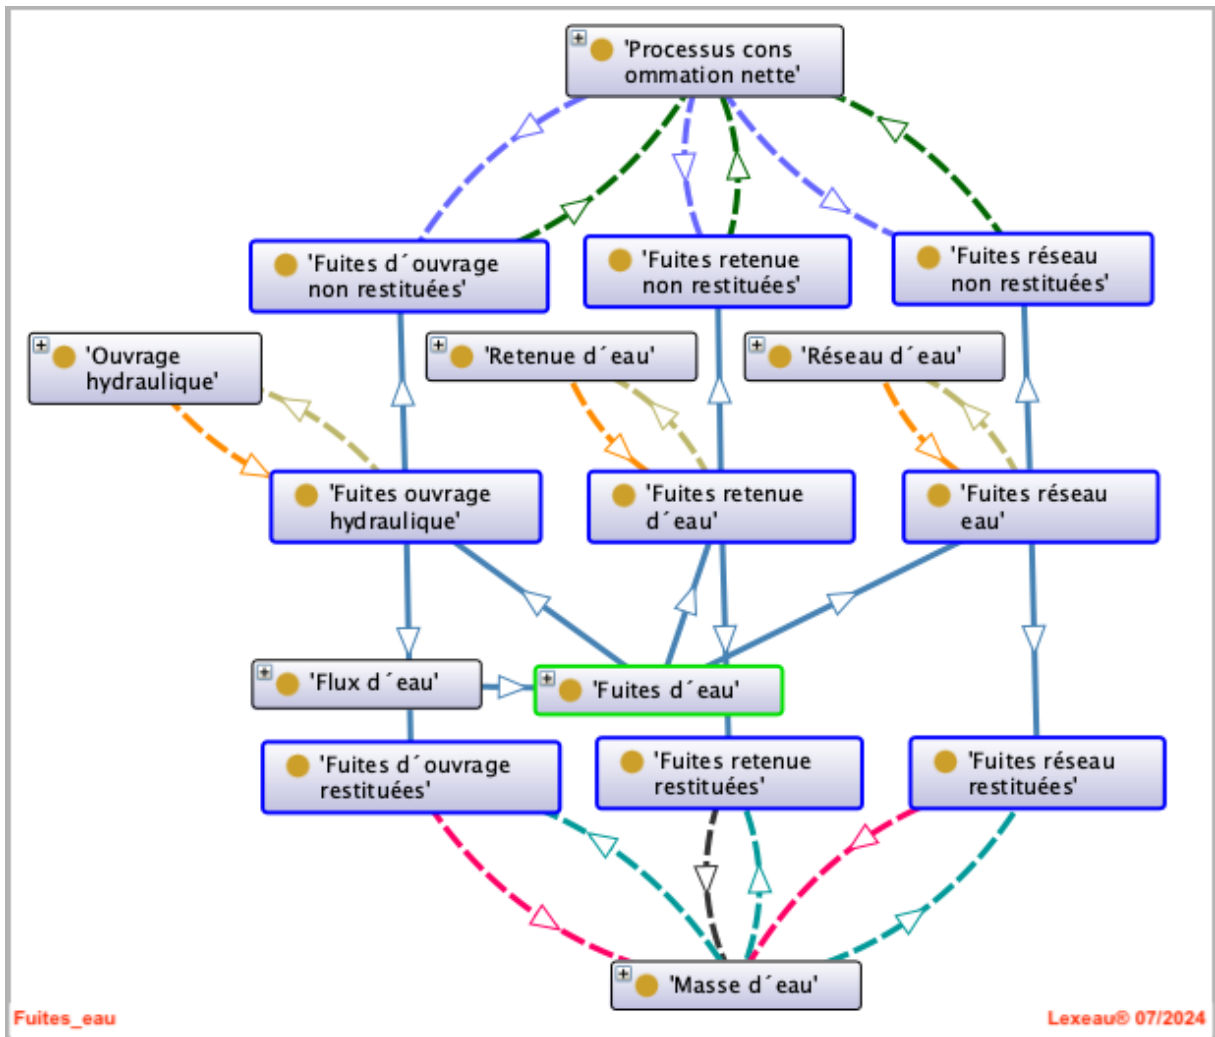 'Processus cons
ommation nette'
'Fuites d´ouvrage
non restituées'
'Fuites retenue
non restituées'
'Fuites réseau
non restituées'
'Ouvrage
hydraulique'
'Retenue d´eau'
'Réseau d´eau'
'Fuites ouvrage
hydraulique'
'Fuites retenue
d´eau'
'Fuites réseau
eau'
'Flux d´eau'
'Fuites d´eau'
'Fuites d´ouvrage
restituées'
'Fuites retenue
restituées'
'Fuites réseau
restituées'
'Masse d´eau'
Fuites_eau
Lexeau® 07/2024